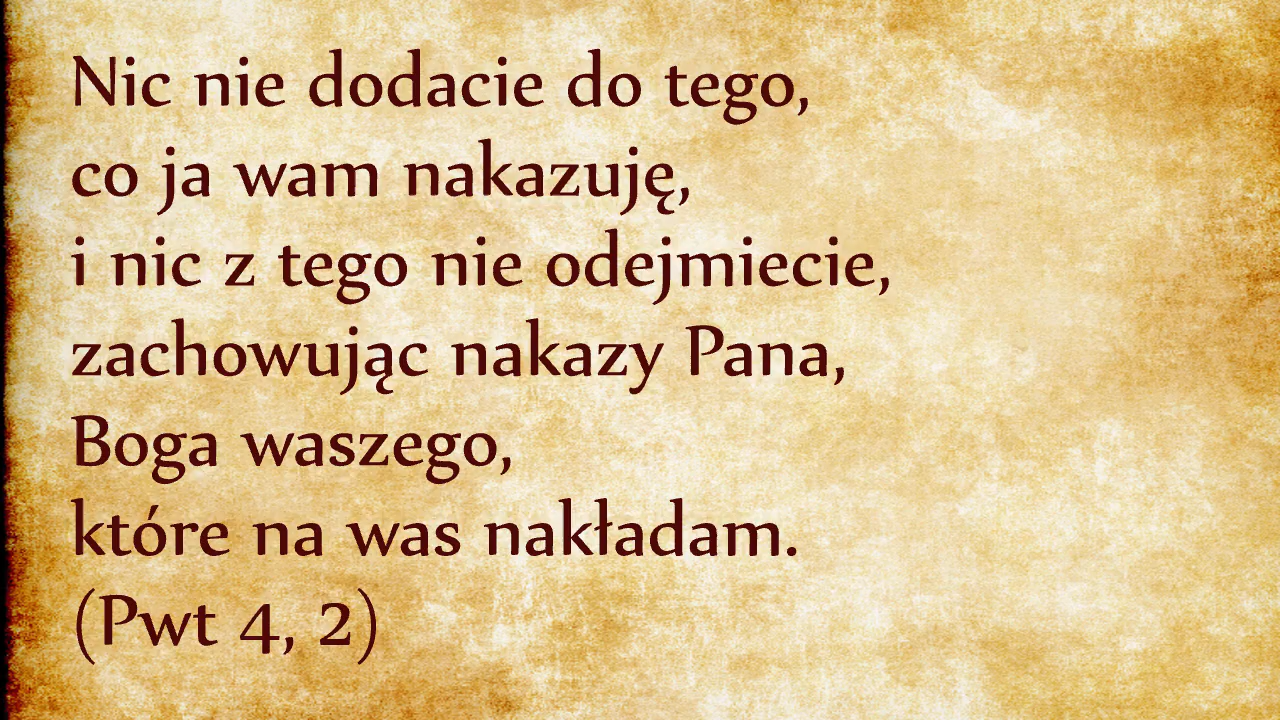 Nic nie dodacie do tego,
co ja wam nakazuję,
i nic z tego nie odejmiecie,
zachowując nakazy Pana,
Boga waszego,
które na was nakładam.
(Pwt 4, 2)